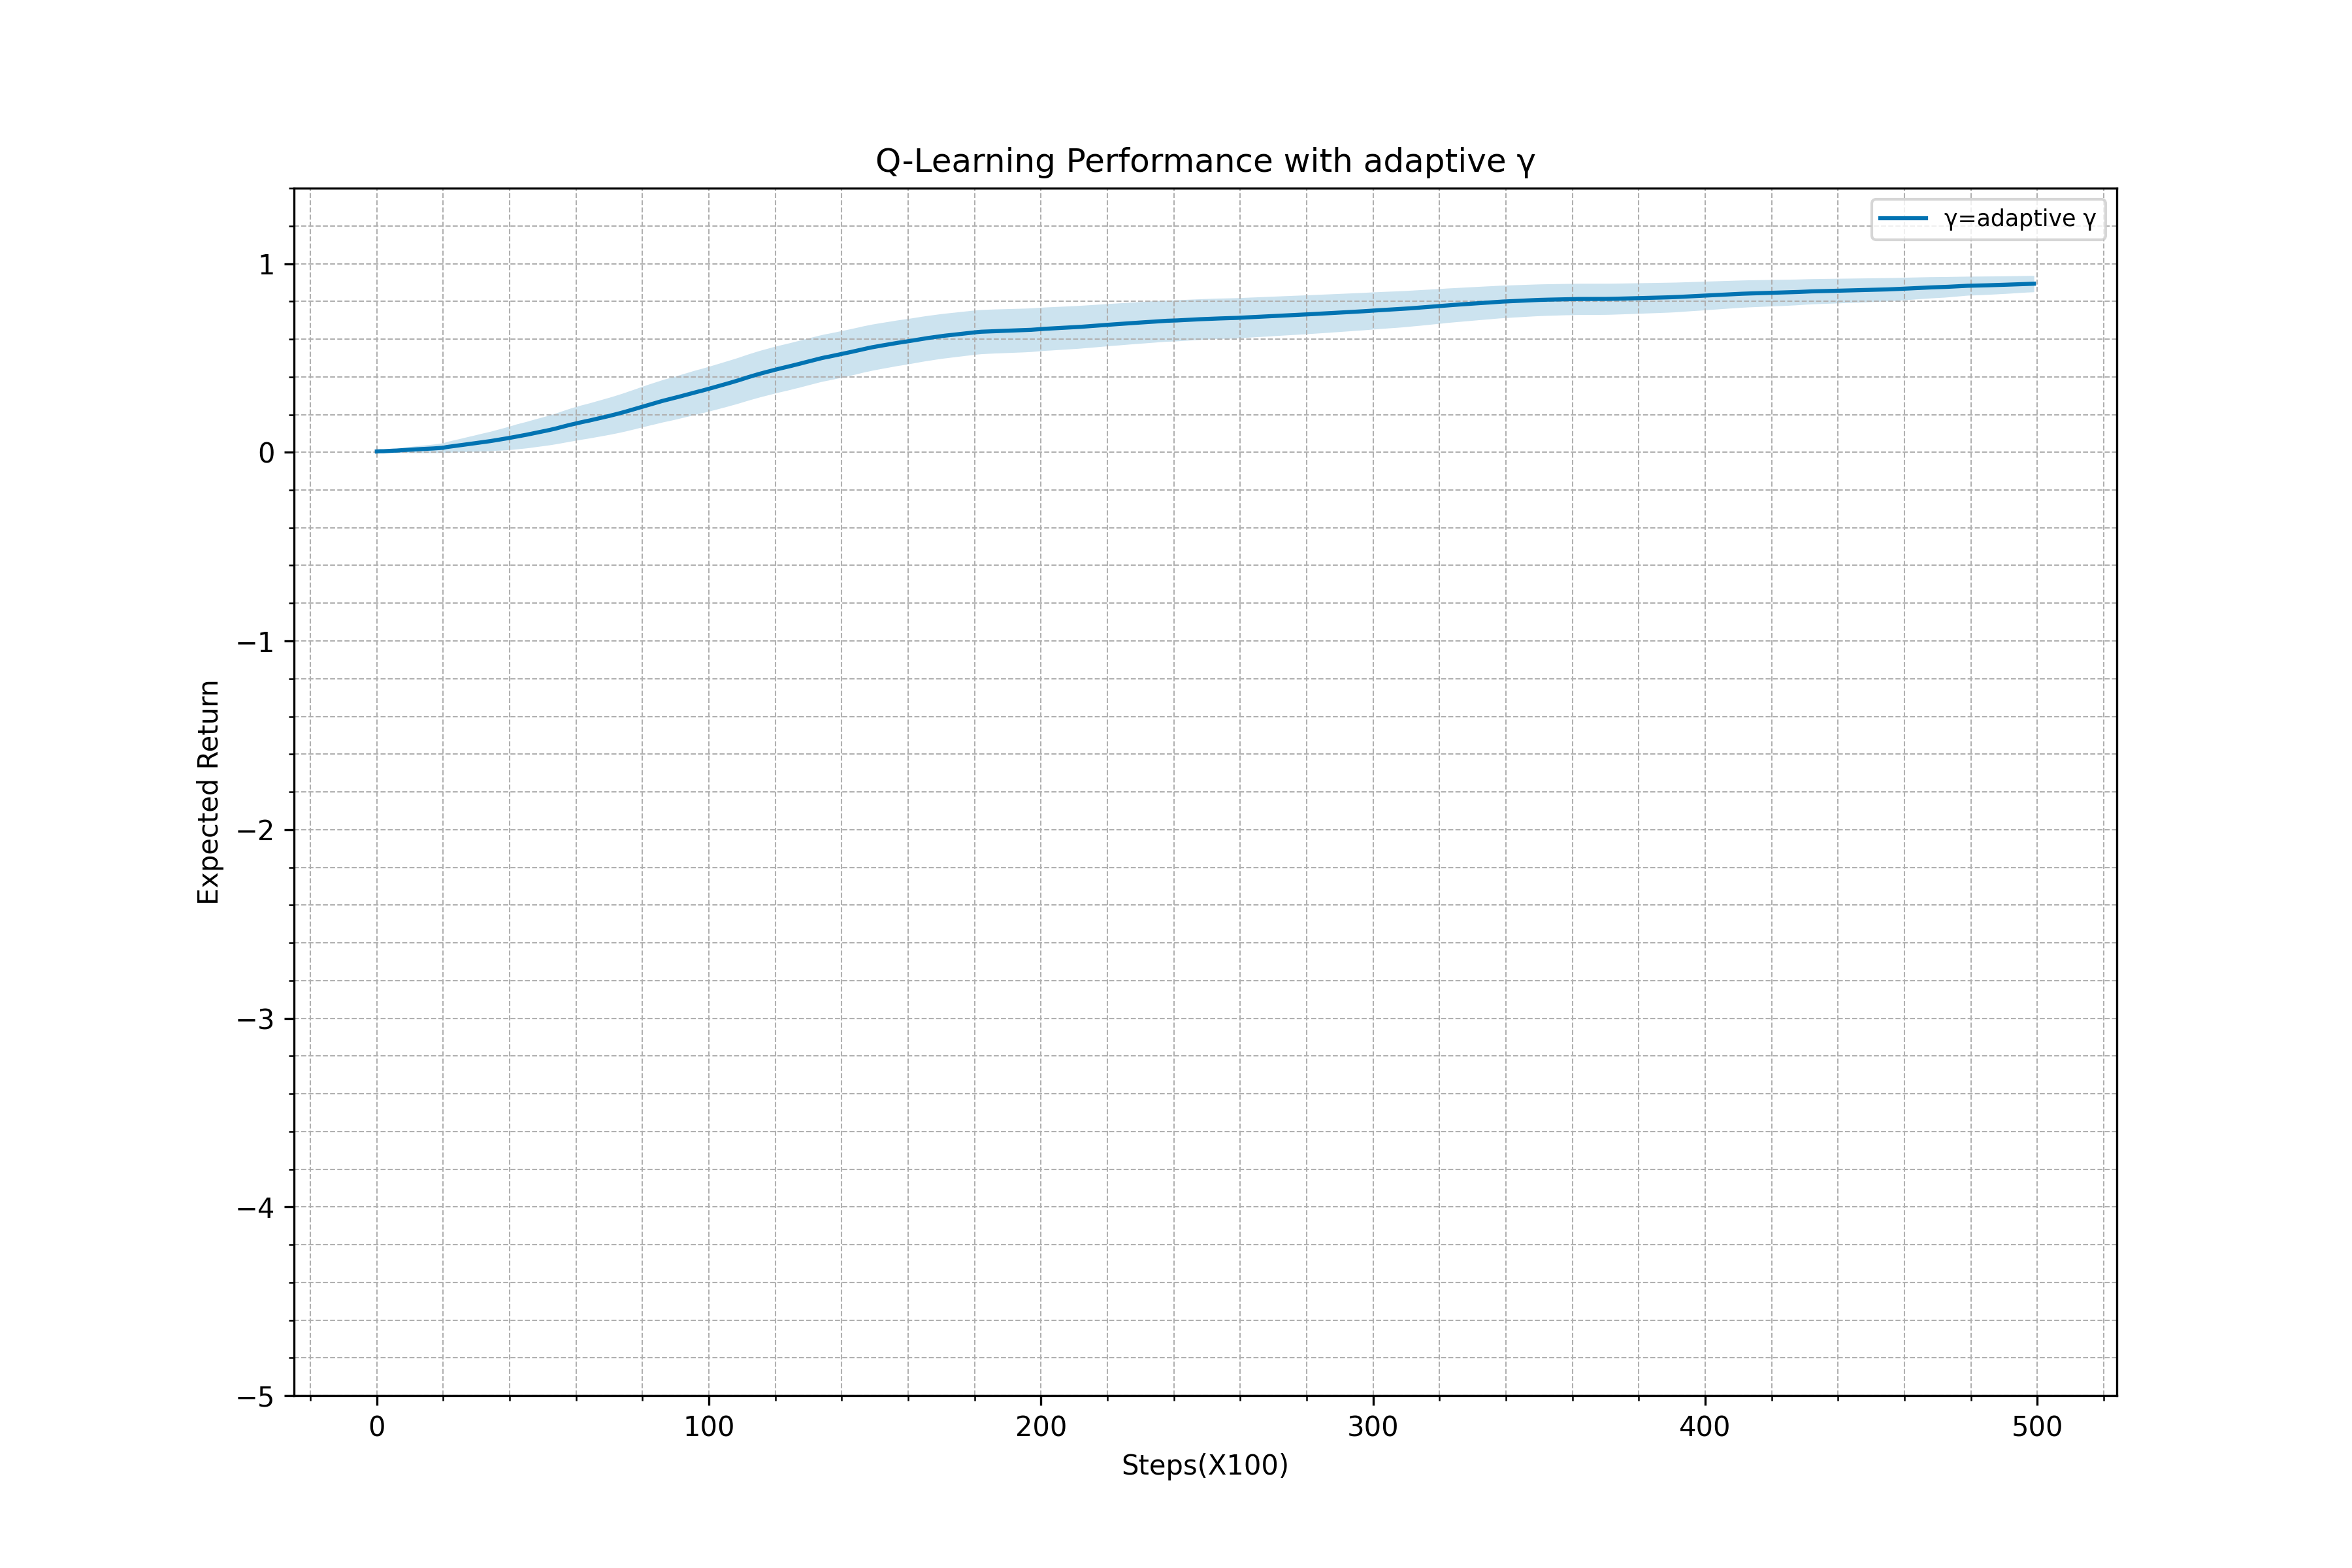 Q-Learning Performance with adaptive γ
γ=adaptive γ
1
0
−1
−2
−3
−4
−5
Expected Return
0 100 200 300 400 500
Steps(X100)